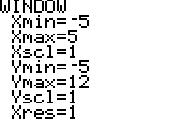 WINDOW
Xmin=-5
Xmax=5
Xscl=1
Ymin=-5
Ymax=12
Yscl=1
Xres=1